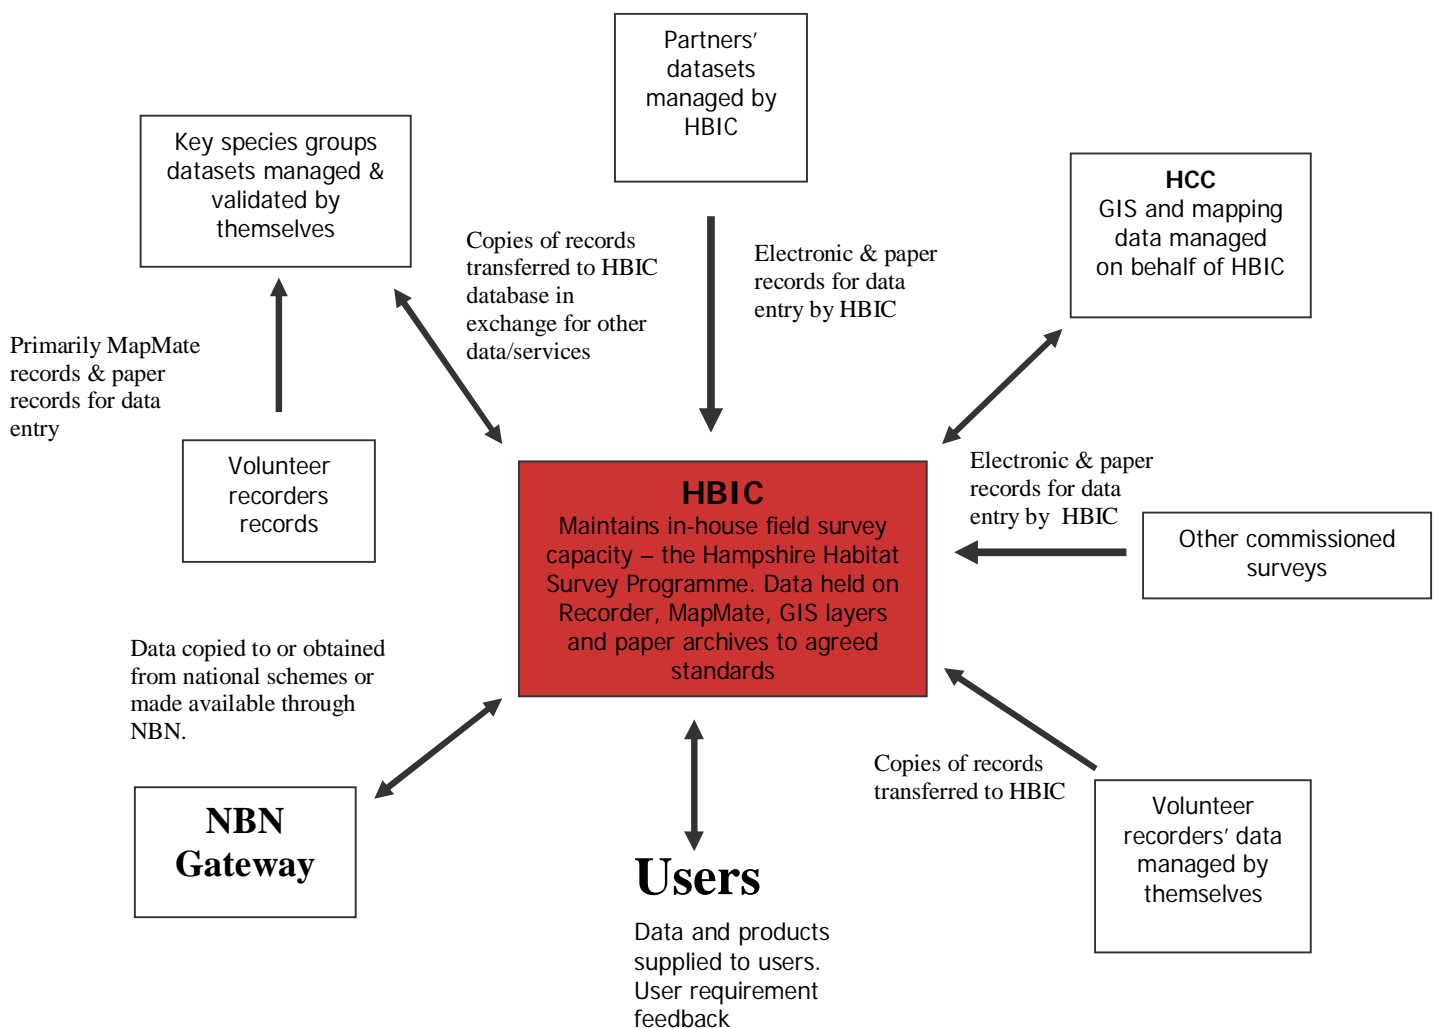 Partners’
datasets
managed by
HBIC
Key species groups
datasets managed &
validated by
themselves
HCC
GIS and mapping
data managed
on behalf of HBIC
Copies of records
transferred to HBIC
database in
exchange for other
data/services
Electronic & paper
records for data
entry by HBIC
Primarily MapMate
records & paper
records for data
entry
Volunteer
recorders
records
HBIC
Maintains in-house field survey
capacity – the Hampshire Habitat
Survey Programme. Data held on
Recorder, MapMate, GIS layers
and paper archives to agreed
standards
Electronic & paper
records for data
entry by HBIC
Other commissioned
surveys
Data copied to or obtained
from national schemes or
made available through
NBN.
NBN
Gateway
Copies of records
transferred to HBIC
Volunteer
recorders’ data
managed by
themselves
Users
Data and products
supplied to users.
User requirement
feedback